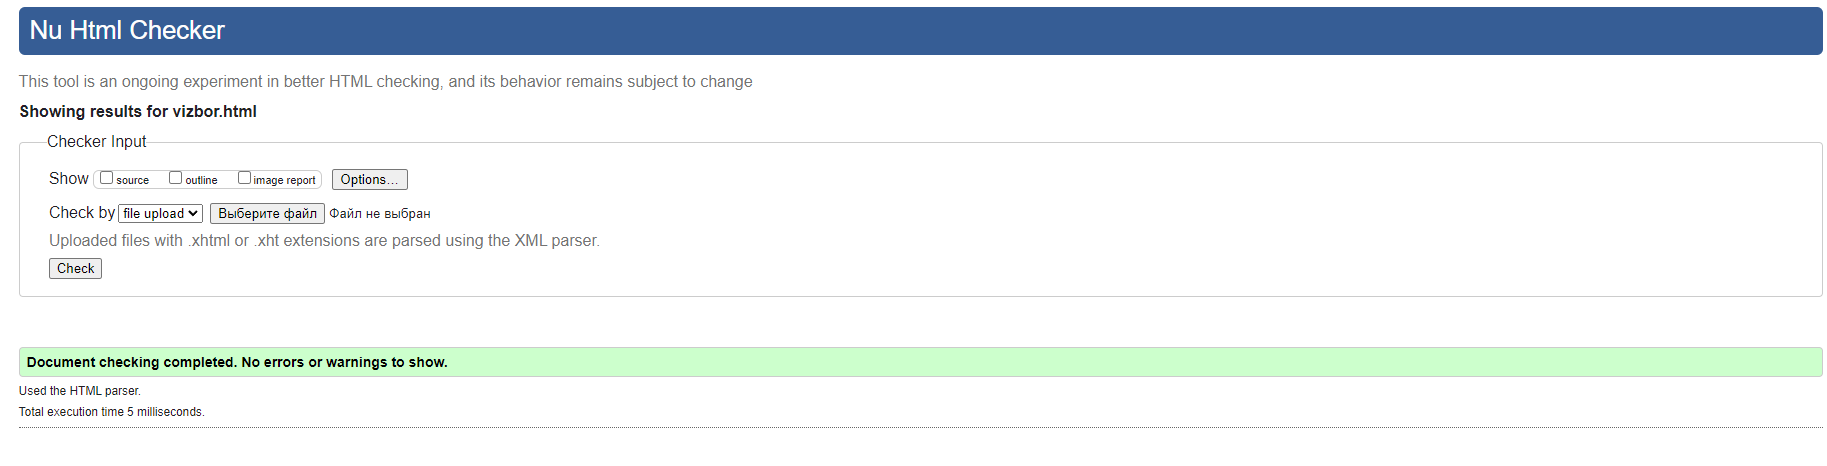 Nu Html Checker
This tool is an ongoing experiment in better HTML checking, and its behavior remains subject to change
Showing results for vizbor.html
Checker Input
Show source outline image report Options...
Check by file upload Выберите файл Файл не выбран
Uploaded files with .xhtml or .xht extensions are parsed using the XML parser.
Check
Document checking completed. No errors or warnings to show.
Used the HTML parser.
Total execution time 5 milliseconds.